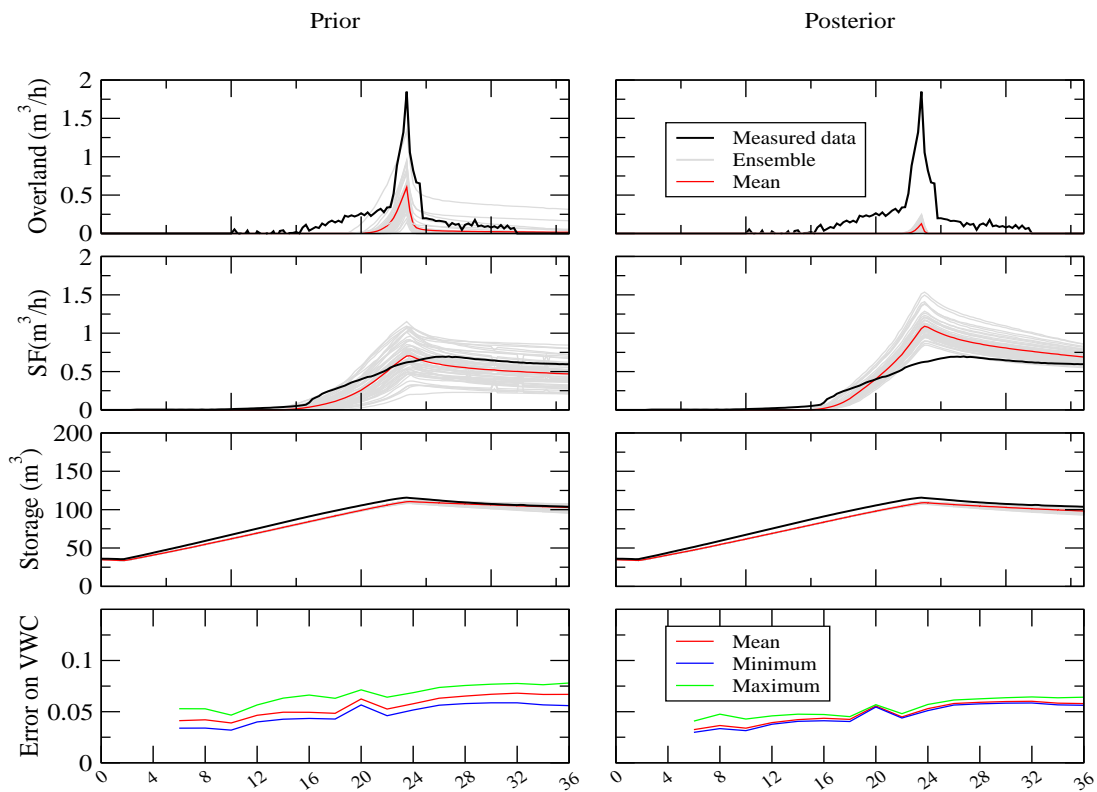 Prior
Posterior
Overland (m³/h)
2
1.5
1
0.5
0
Measured data
Ensemble
Mean
SF(m³/h)
2
1.5
1
0.5
0
Storage (m³)
200
150
100
50
0
Error on VWC
0.1
0.05
0
Mean
Minimum
Maximum
0 4 8 12 16 20 24 28 32 36
0 4 8 12 16 20 24 28 32 36